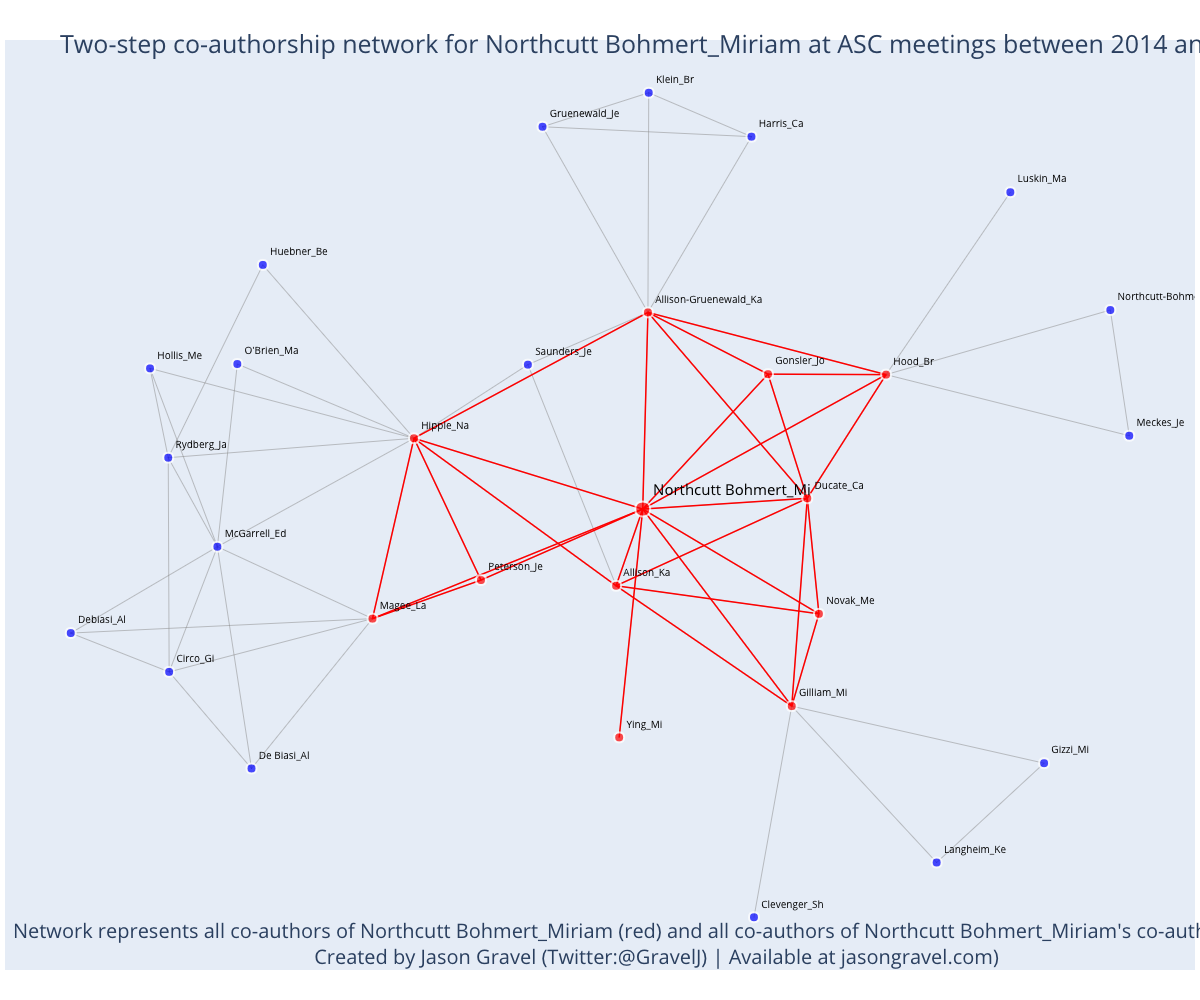 Two-step co-authorship network for Northcutt Bohmert_Miriam at ASC meetings between 2014 an
Klein_Br
Gruenewald_Je
Harris_Ca
Luskin_Ma
Huebner_Be
Northcutt-Bohm
Allison-Gruenewald_Ka
O'Brien_Ma
Hollis_Me
Saunders_Je
Gonsler_Jo
Hood_Br
Meckes_Je
Hipple_Na
Rydberg_Ja
Northcutt Bohmert_Mi
Ducate_Ca
McGarrell_Ed
Peterson_Je
Allison_Ka
Novak_Me
Magee_La
Debiasi_Al
Circo_Gi
Gilliam_Mi
Ying_Mi
Gizzi_Mi
De Biasi_Al
Langheim_Ke
Clevenger_Sh
Network represents all co-authors of Northcutt Bohmert_Miriam (red) and all co-authors of Northcutt Bohmert_Miriam's co-auth
Created by Jason Gravel (Twitter:@GravelJ) | Available at jasongravel.com)